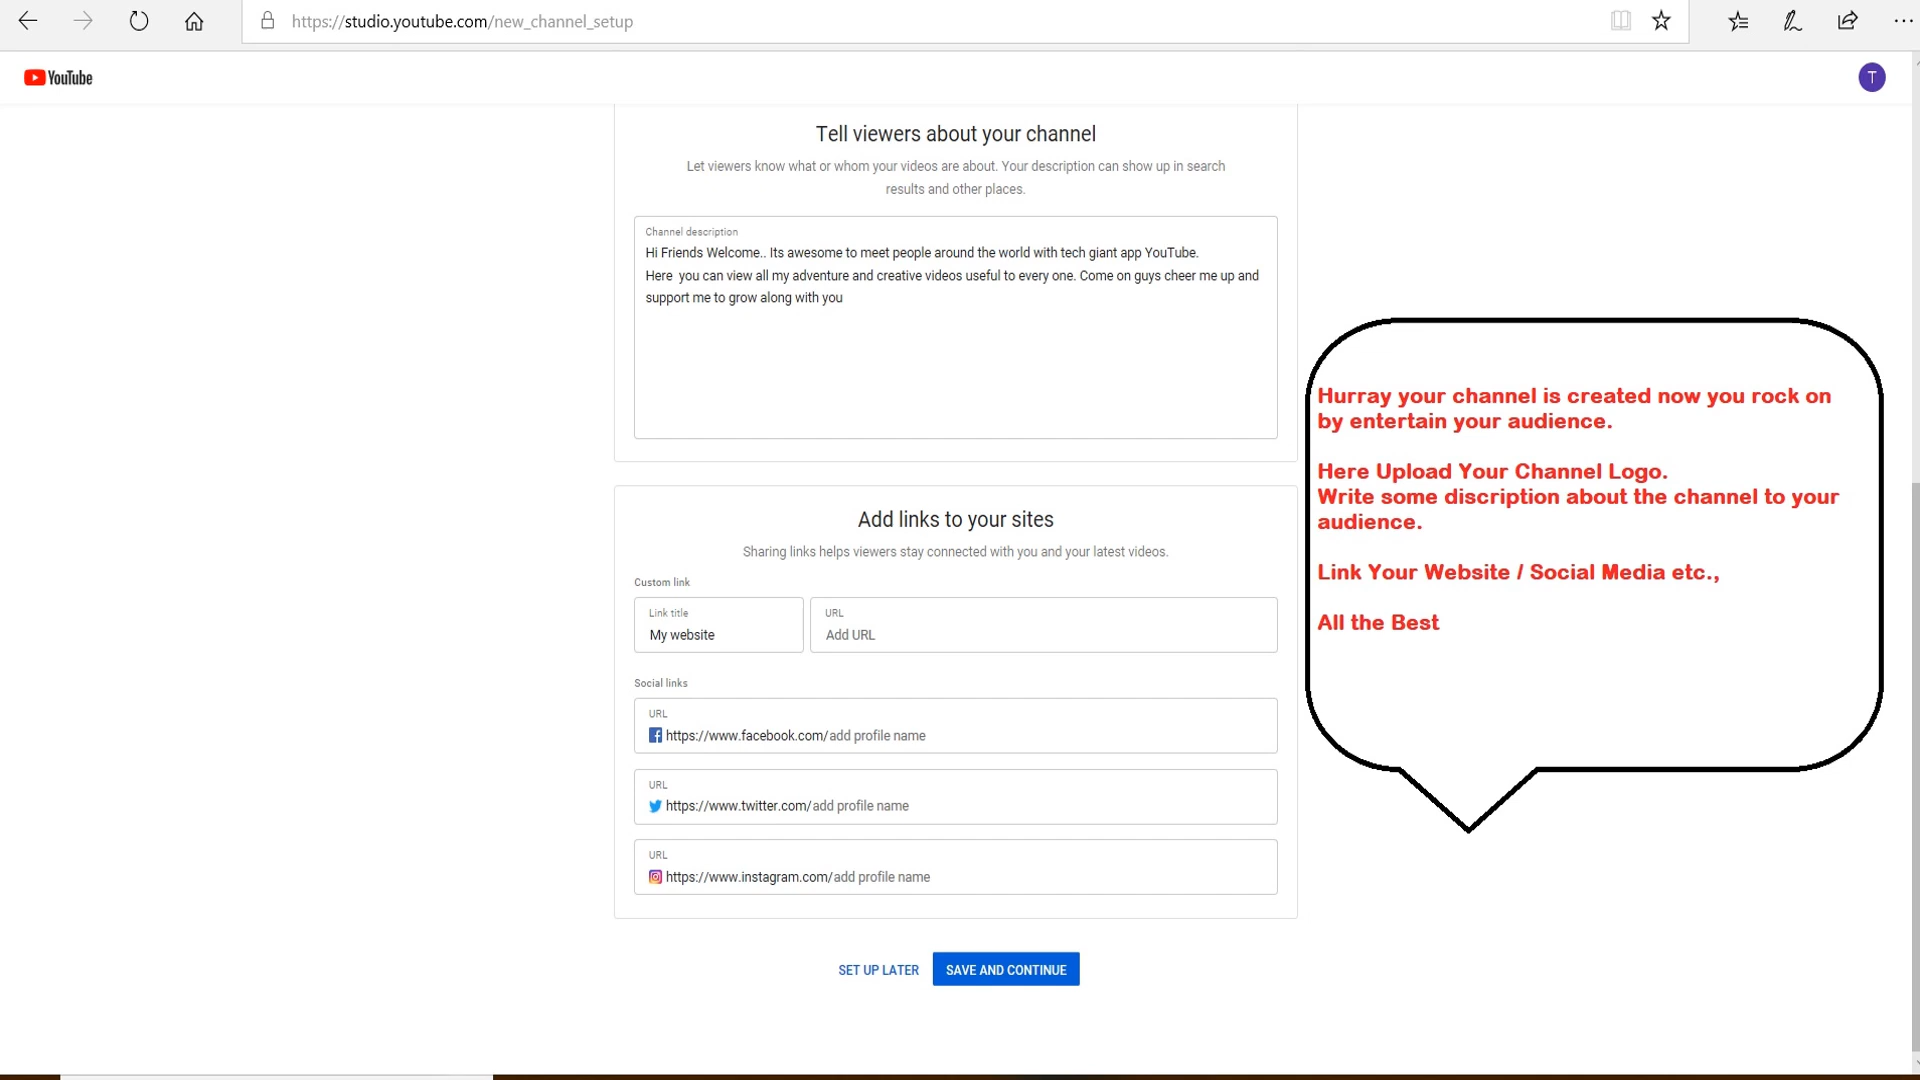 https://studio.youtube.com/new_channel_setup
YouTube
T
Tell viewers about your channel
Let viewers know what or whom your videos are about. Your description can show up in search
results and other places.
Channel description
Hi Friends Welcome.. Its awesome to meet people around the world with tech giant app YouTube.
Here  you can view all my adventure and creative videos useful to every one. Come on guys cheer me up and
support me to grow along with you
Hurray your channel is created now you rock on
by entertain your audience.
Here Upload Your Channel Logo.
Write some discription about the channel to your
audience.
Link Your Website / Social Media etc.,
All the Best
Add links to your sites
Sharing links helps viewers stay connected with you and your latest videos.
Custom link
Link title
My website
URL
Add URL
Social links
URL
https://www.facebook.com/add profile name
URL
https://www.twitter.com/add profile name
URL
https://www.instagram.com/add profile name
SET UP LATER
SAVE AND CONTINUE